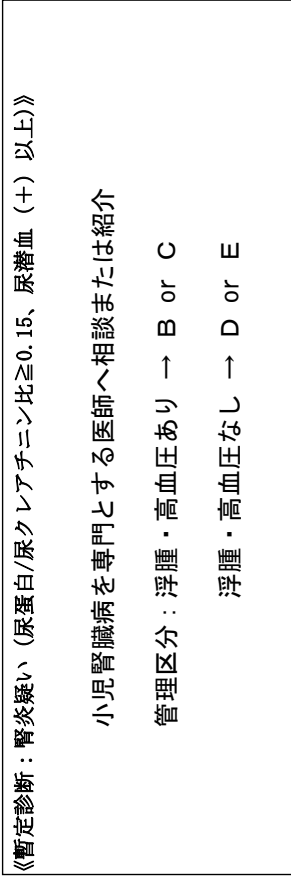 《暫定診断：腎炎疑い（尿蛋白/尿クレアチニン比≧0.15、尿潜血（＋）以上）》
小児腎臓病を専門とする医師へ相談または紹介
管理区分：浮腫・高血圧あり → B or C
浮腫・高血圧なし → D or E